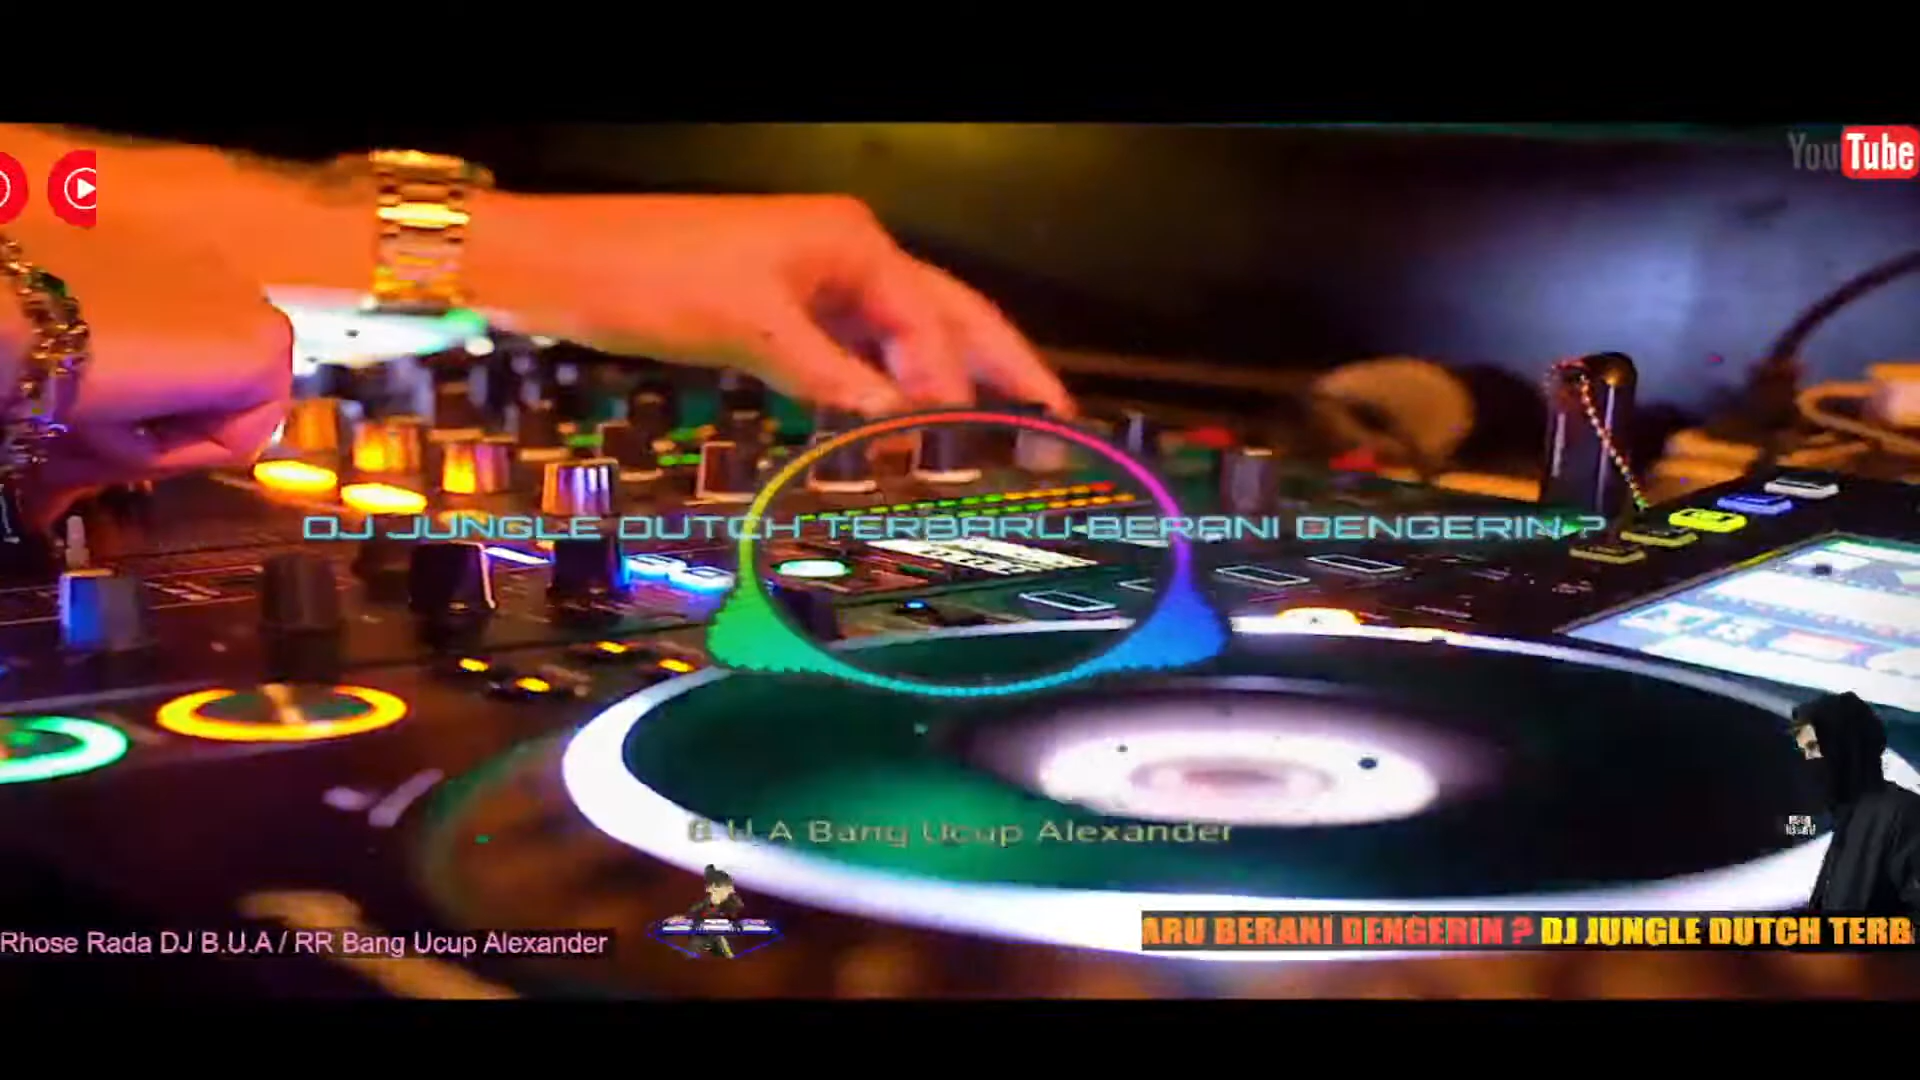 YouTube
DJ JUNGLE DUTCH TERBARU BERANI DENGERIN ?
B.U.A Bang Ucup Alexander
Rhose Rada DJ B.U.A / RR Bang Ucup Alexander
ARU BERANI DENGERIN ? DJ JUNGLE DUTCH TERB